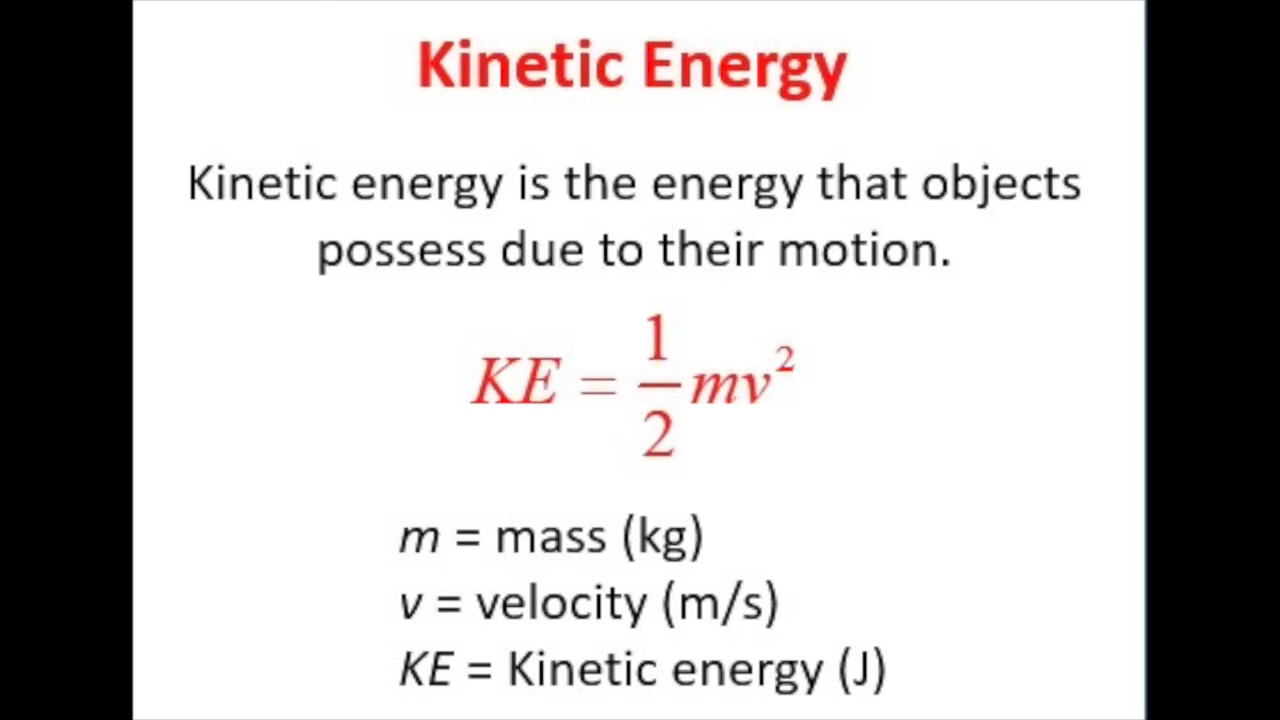 Kinetic Energy
Kinetic energy is the energy that objects
possess due to their motion.
KE = 1/2 mv²
m = mass (kg)
v = velocity (m/s)
KE = Kinetic energy (J)